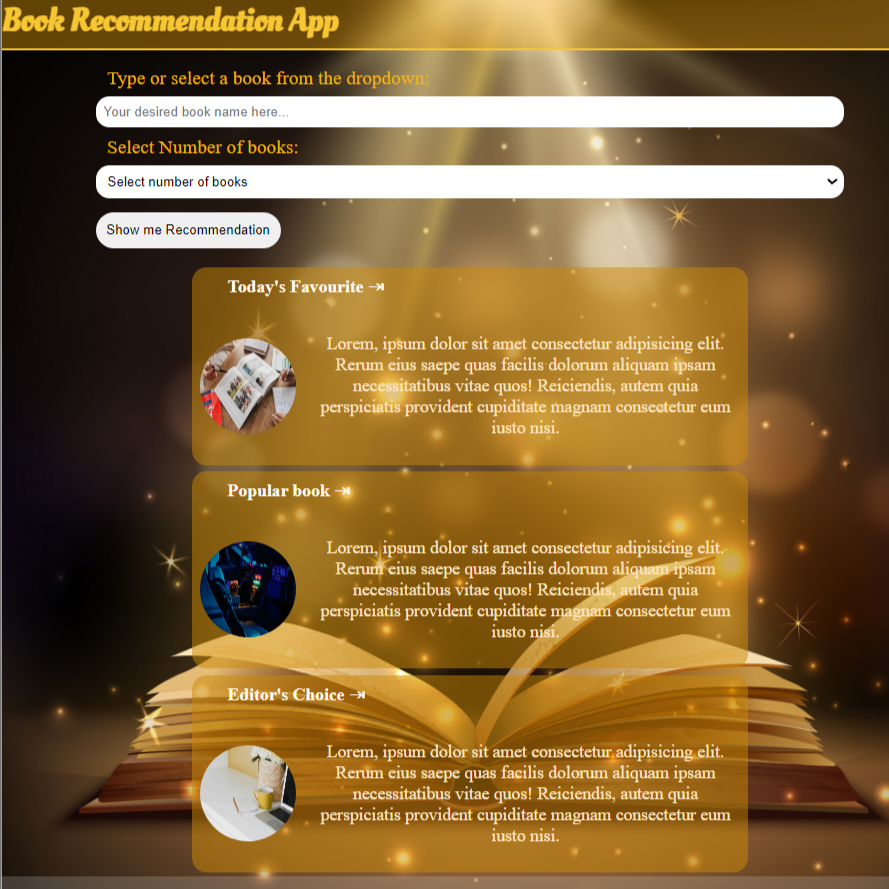 Book Recommendation App
Type or select a book from the dropdown:
Your desired book name here...
Select Number of books:
Select number of books
Show me Recommendation
Today's Favourite ⇥
Lorem, ipsum dolor sit amet consectetur adipisicing elit.
Rerum eius saepe quas facilis dolorum aliquam ipsam
necessitatibus vitae quos! Reiciendis, autem quia
perspiciatis provident cupiditate magnam consectetur eum
iusto nisi.
Popular book ⇥
Lorem, ipsum dolor sit amet consectetur adipisicing elit.
Rerum eius saepe quas facilis dolorum aliquam ipsam
necessitatibus vitae quos! Reiciendis, autem quia
perspiciatis provident cupiditate magnam consectetur eum
iusto nisi.
Editor's Choice ⇥
Lorem, ipsum dolor sit amet consectetur adipisicing elit.
Rerum eius saepe quas facilis dolorum aliquam ipsam
necessitatibus vitae quos! Reiciendis, autem quia
perspiciatis provident cupiditate magnam consectetur eum
iusto nisi.